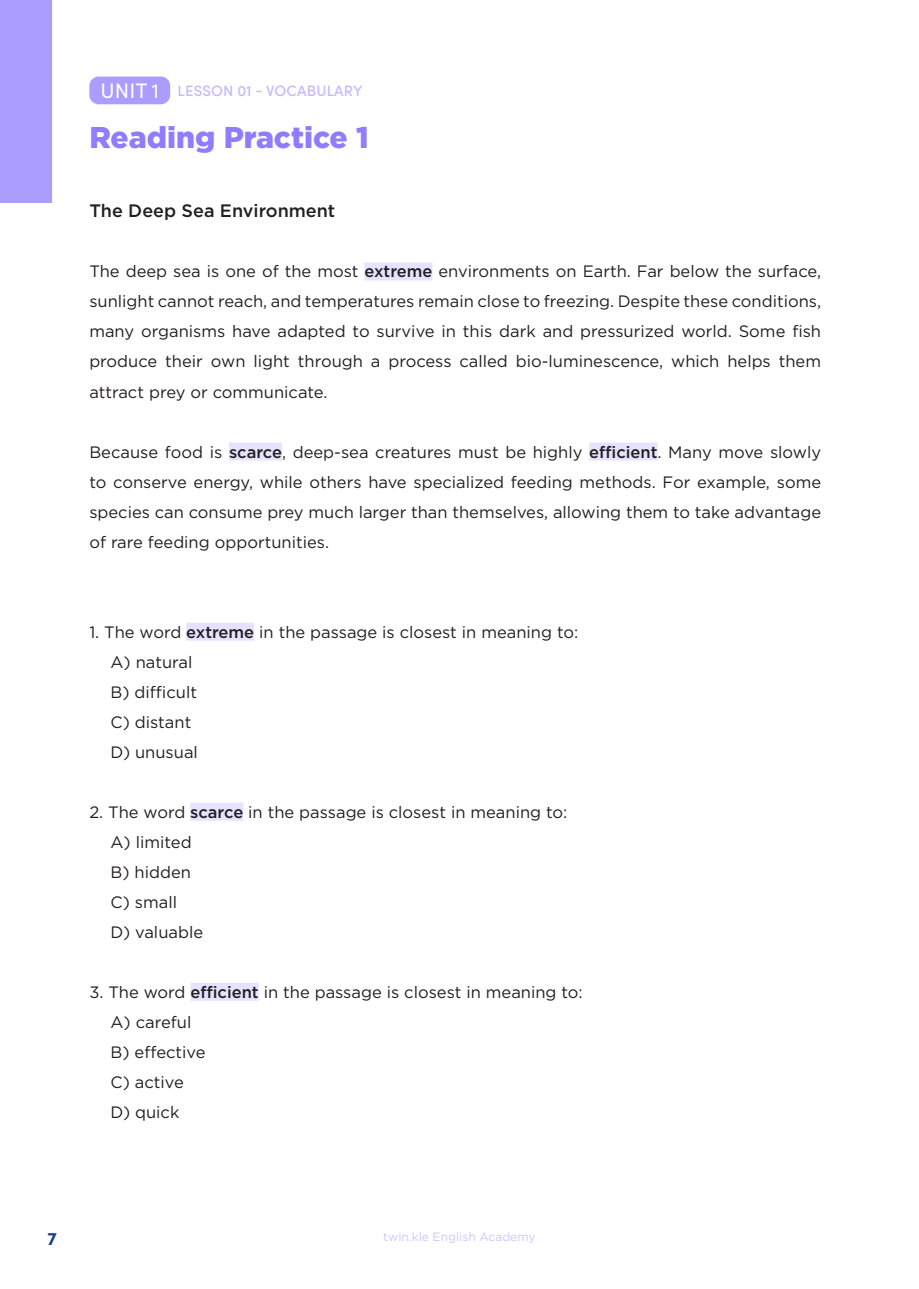 UNIT 1 LESSON 01 - VOCABULARY
Reading Practice 1
The Deep Sea Environment
The deep sea is one of the most extreme environments on Earth. Far below the surface,
sunlight cannot reach, and temperatures remain close to freezing. Despite these conditions,
many organisms have adapted to survive in this dark and pressurized world. Some fish
produce their own light through a process called bio-luminescence, which helps them
attract prey or communicate.
Because food is scarce, deep-sea creatures must be highly efficient. Many move slowly
to conserve energy, while others have specialized feeding methods. For example, some
species can consume prey much larger than themselves, allowing them to take advantage
of rare feeding opportunities.
1. The word extreme in the passage is closest in meaning to:
A) natural
B) difficult
C) distant
D) unusual
2. The word scarce in the passage is closest in meaning to:
A) limited
B) hidden
C) small
D) valuable
3. The word efficient in the passage is closest in meaning to:
A) careful
B) effective
C) active
D) quick
7
twin.kle English Academy